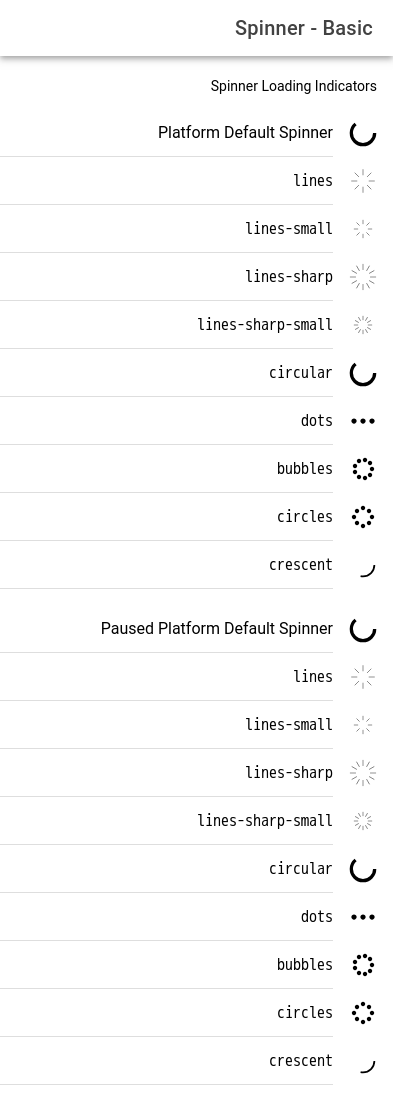 Spinner - Basic
Spinner Loading Indicators
Platform Default Spinner
lines
lines-small
lines-sharp
lines-sharp-small
circular
dots
bubbles
circles
crescent
Paused Platform Default Spinner
lines
lines-small
lines-sharp
lines-sharp-small
circular
dots
bubbles
circles
crescent